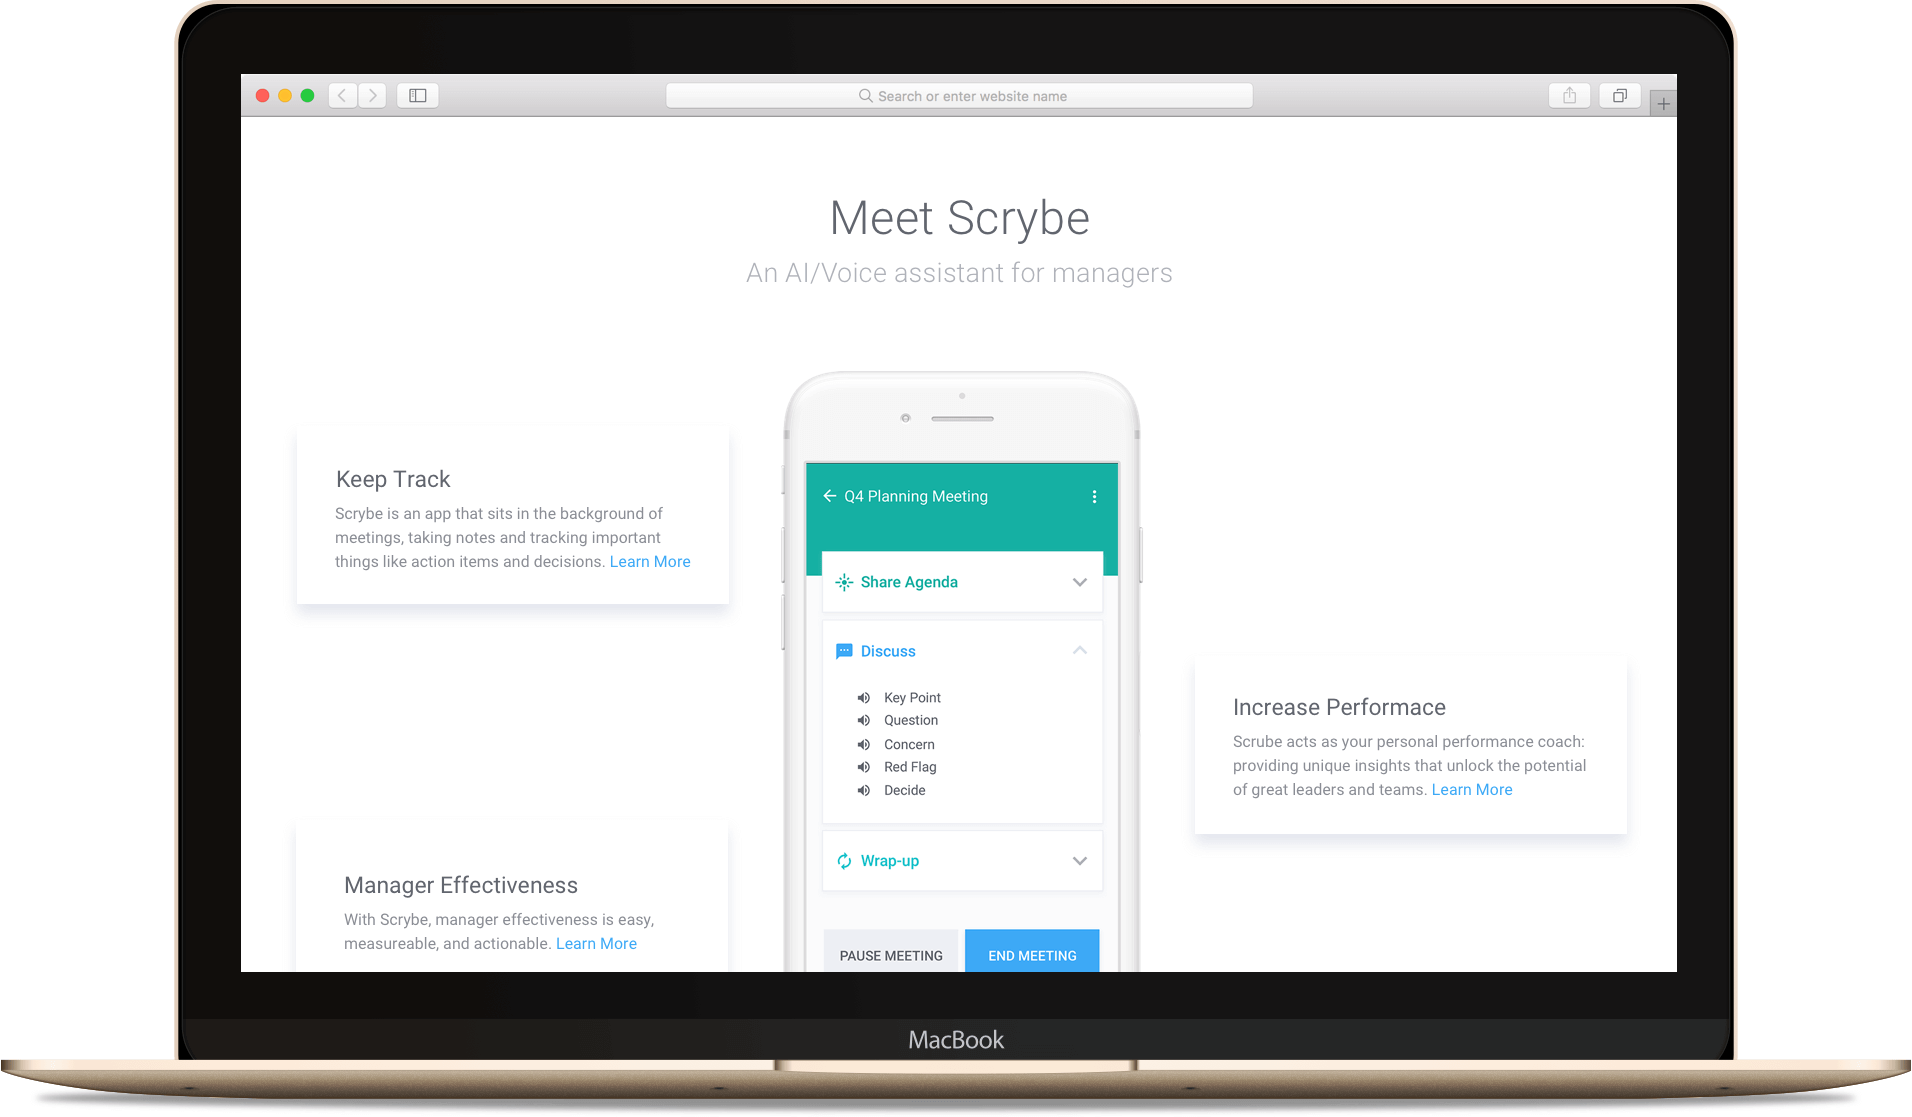 Search or enter website name
Meet Scrybe
An AI/Voice assistant for managers
Keep Track
Scrybe is an app that sits in the background of
meetings, taking notes and tracking important
things like action items and decisions. Learn More
Q4 Planning Meeting
Share Agenda
Discuss
Key Point
Question
Concern
Red Flag
Decide
Wrap-up
PAUSE MEETING
END MEETING
Increase Performace
Scrube acts as your personal performance coach:
providing unique insights that unlock the potential
of great leaders and teams. Learn More
Manager Effectiveness
With Scrybe, manager effectiveness is easy,
measureable, and actionable. Learn More
MacBook